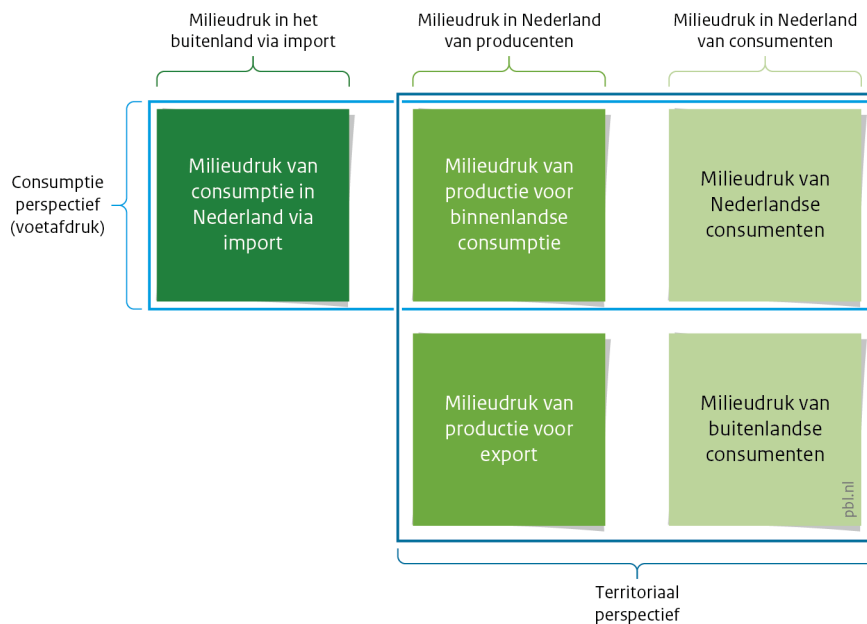 Milieudruk in het
buitenland via import
Milieudruk in Nederland
van producenten
Milieudruk in Nederland
van consumenten
Consumptie
perspectief
(voetafdruk)
Milieudruk van
consumptie in
Nederland via
import
Milieudruk van
productie voor
binnenlandse
consumptie
Milieudruk van
Nederlandse
consumenten
Milieudruk van
productie voor
export
Milieudruk van
buitenlandse
consumenten
pbl.nl
Territoriaal
perspectief